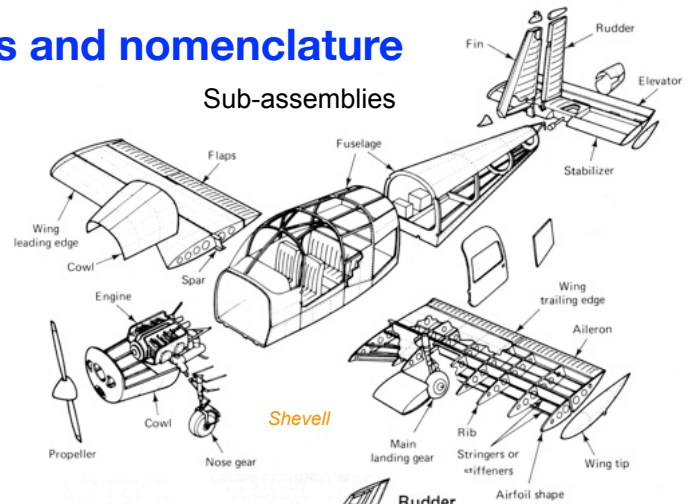 s and nomenclature
Sub-assemblies
Fin
Rudder
Elevator
Stabilizer
Fuselage
Flaps
Wing
leading edge
Cowl
Spar
Engine
Wing
trailing edge
Aileron
Propeller
Cowl
Nose gear
Shevell
Main
landing gear
Rib
Stringers or
stiffeners
Wing tip
Airfoil shape
Rudder